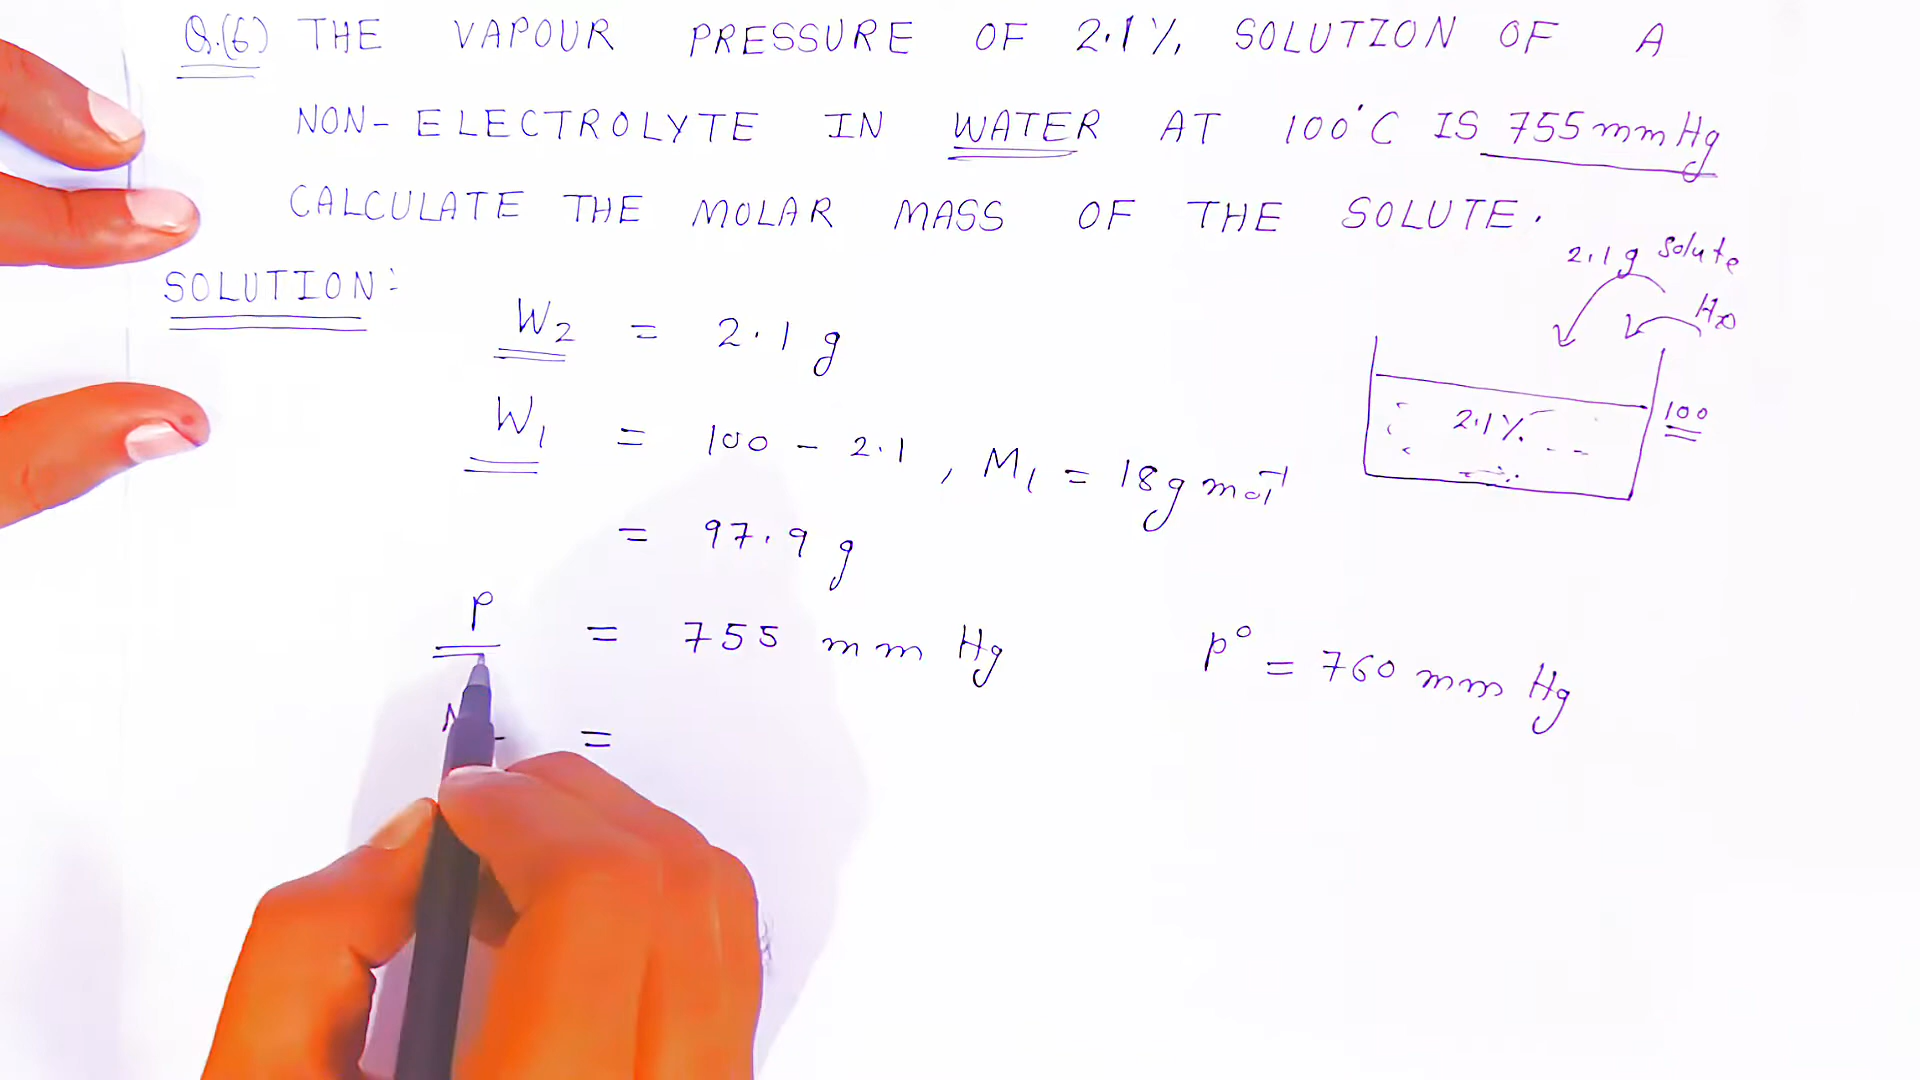 Q.(6) THE VAPOUR PRESSURE OF 2.1% SOLUTION OF A
NON-ELECTROLYTE IN WATER AT 100°C IS 755 mm Hg
CALCULATE THE MOLAR MASS OF THE SOLUTE.
2.1 g solute
SOLUTION:
W2 = 2.1 g
W1 = 100 - 2.1 , M1 = 18 g mol⁻¹
2.1%
100
= 97.9 g
P = 755 mm Hg P° = 760 mm Hg
=